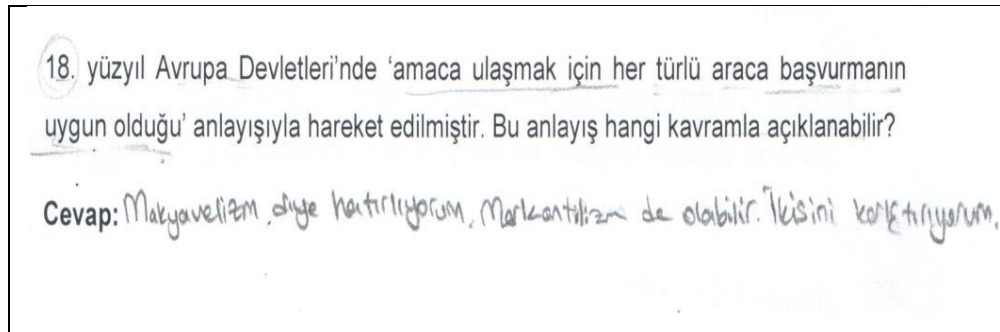 18. yüzyıl Avrupa Devletleri'nde 'amaca ulaşmak için her türlü araca başvurmanın
uygun olduğu' anlayışıyla hareket edilmiştir. Bu anlayış hangi kavramla açıklanabilir?
Cevap: Makyavelizm diye hatırlıyorum, Merkantilizm de olabilir. İkisini karıştırıyorum.